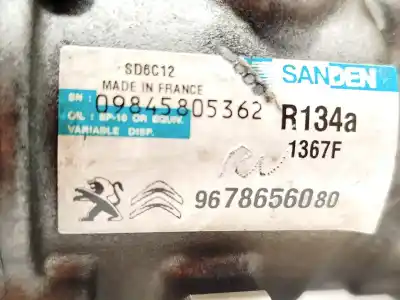 SD6C12
SANDEN
MADE IN FRANCE
SN : 09845805362
R134a
OIL : SP-10 OR EQUIV.
VARIABLE DISP.
1367F
9678656080